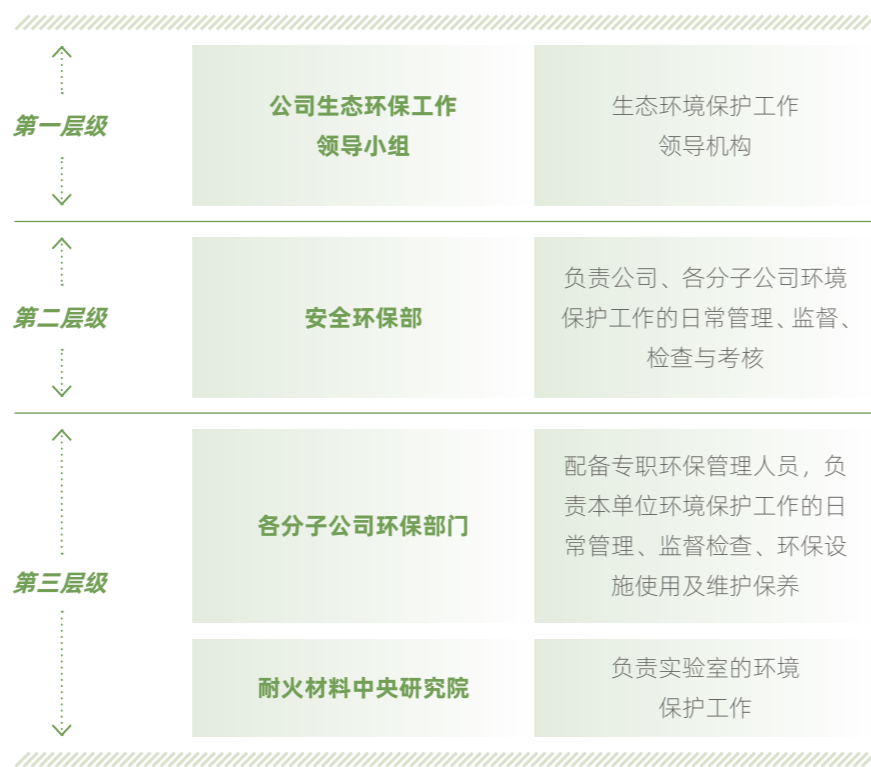 第一层级
公司生态环保工作
领导小组
生态环境保护工作
领导机构
第二层级
安全环保部
负责公司、各分子公司环境
保护工作的日常管理、监督、
检查与考核
第三层级
各分子公司环保部门
配备专职环保管理人员，负
责本单位环境保护工作的日
常管理、监督检查、环保设
施使用及维护保养
耐火材料中央研究院
负责实验室的环境
保护工作